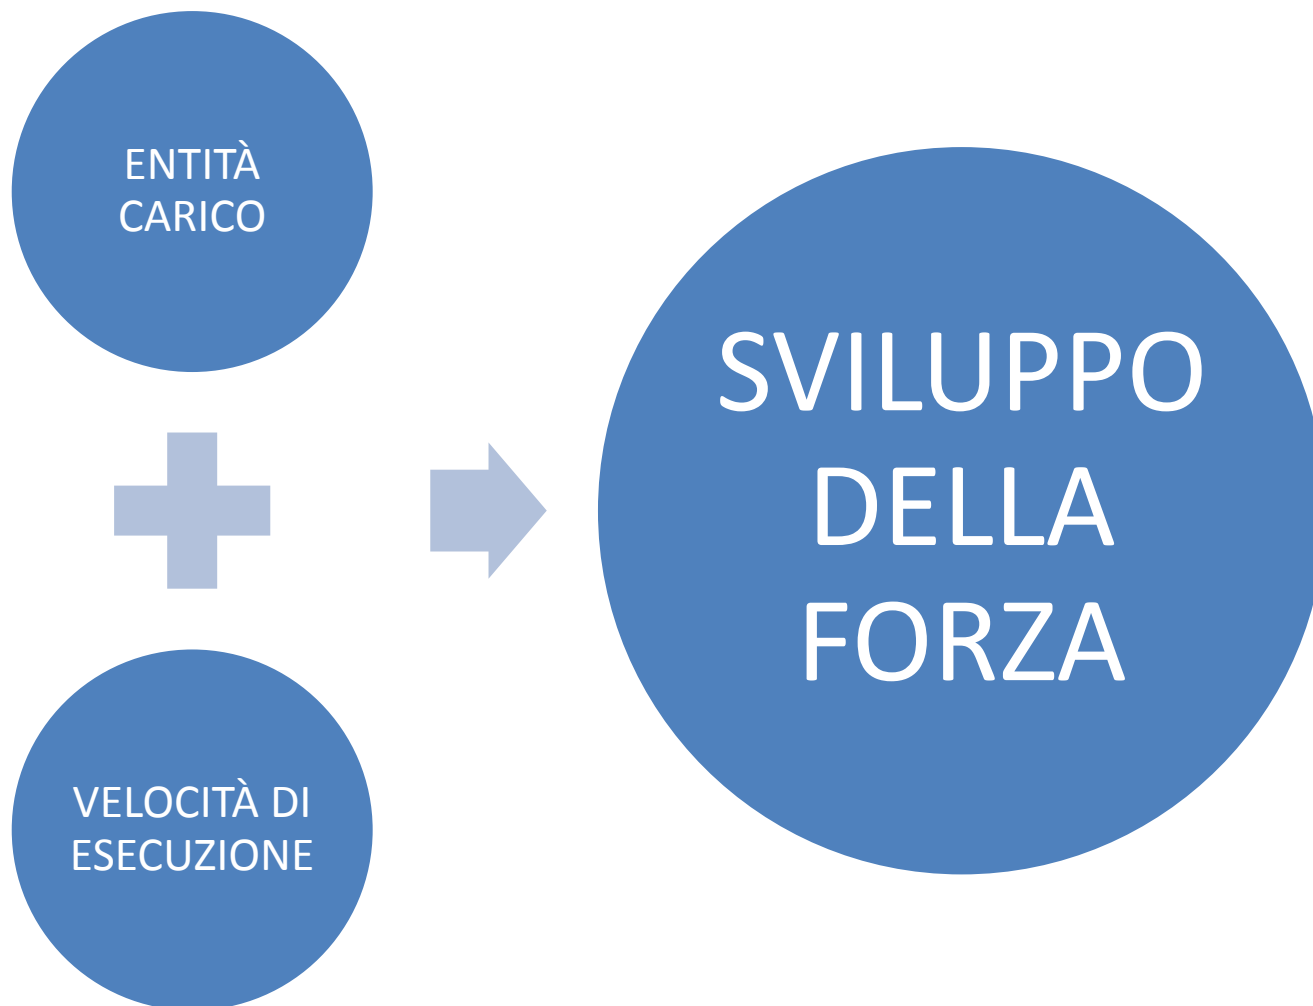 ENTITÀ
CARICO
VELOCITÀ DI
ESECUZIONE
SVILUPPO
DELLA
FORZA